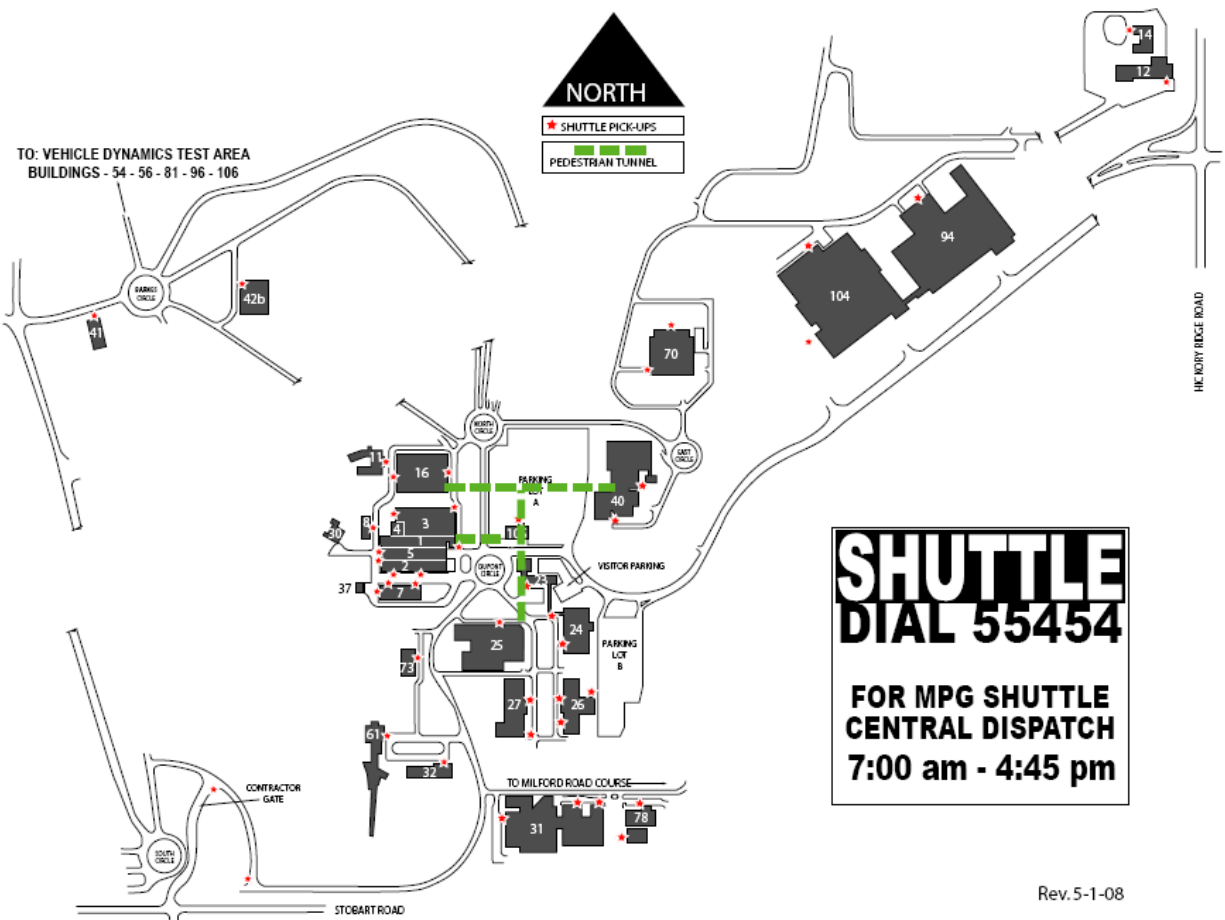 NORTH
SHUTTLE PICK-UPS
PEDESTRIAN TUNNEL
14
12
TO: VEHICLE DYNAMICS TEST AREA
BUILDINGS - 54 - 56 - 81 - 96 - 106
94
104
BARNES
CIRCLE
42b
41
HICKORY RIDGE ROAD
70
NORTH
CIRCLE
EAST
CIRCLE
11
16
PARKING
LOT
A
40
8
3
4
30
1
5
2
DUPONT
CIRCLE
VISITOR PARKING
23
37
7
24
25
PARKING
LOT
B
73
27
26
61
32
CONTRACTOR
GATE
TO MILFORD ROAD COURSE
31
78
SOUTH
CIRCLE
STOBART ROAD
SHUTTLE
DIAL 55454
FOR MPG SHUTTLE
CENTRAL DISPATCH
7:00 am - 4:45 pm
Rev. 5-1-08